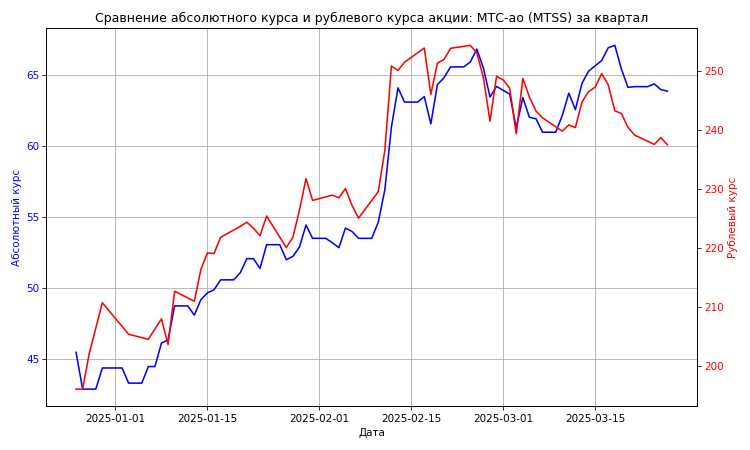 Сравнение абсолютного курса и рублевого курса акции: МТС-ао (MTSS) за квартал
Абсолютный курс
65
60
55
50
45
250
240
230
220
210
200
Рублевый курс
2025-01-01 2025-01-15 2025-02-01 2025-02-15 2025-03-01 2025-03-15
Дата